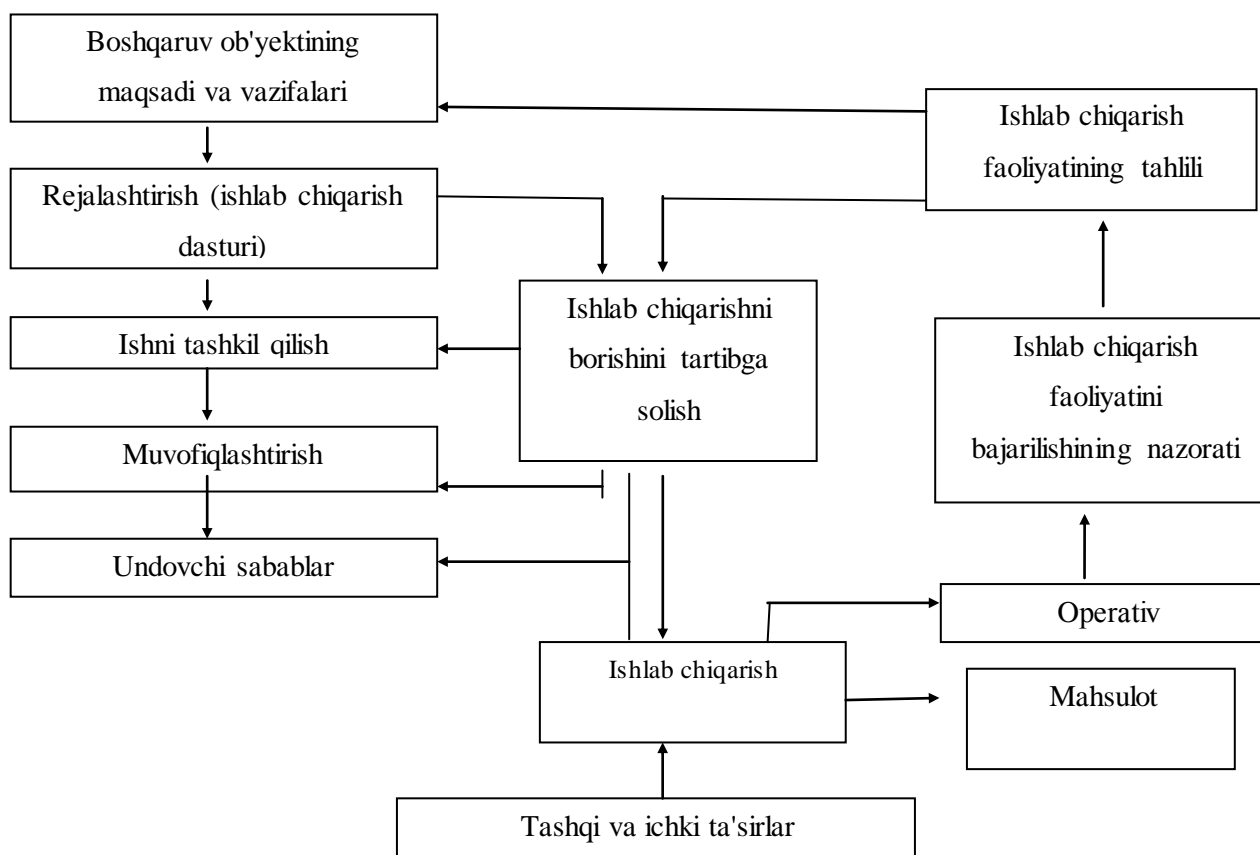 Boshqaruv ob'yektining
maqsadi va vazifalari
Ishlab chiqarish
faoliyatining tahlili
Rejalashtirish (ishlab chiqarish
dasturi)
Ishlab chiqarishni
borishini tartibga
solish
Ishni tashkil qilish
Ishlab chiqarish
faoliyatini
bajarilishining nazorati
Muvofiqlashtirish
Undovchi sabablar
Operativ
Ishlab chiqarish
Mahsulot
Tashqi va ichki ta'sirlar